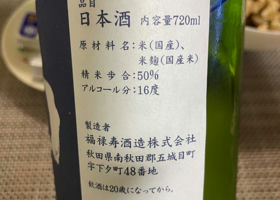 品目
日本酒 内容量720ml
原材料名:米(国産)、
米麹(国産米)
精米歩合:50%
アルコール分:16度
製造者
福禄寿酒造株式会社
秋田県南秋田郡五城目町
字下夕町48番地
飲酒は20歳になってから。